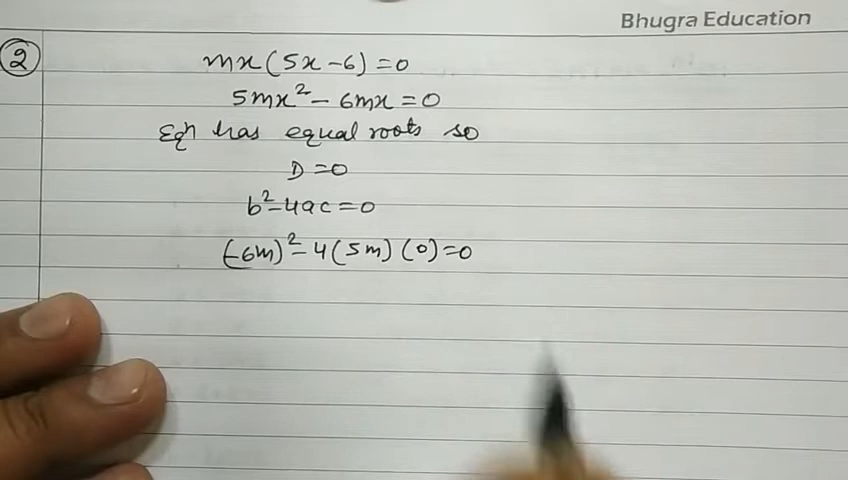 Bhugra Education
2
mx(5x-6)=0
5mx²-6mx=0
Eqn has equal roots so
D=0
b²-4ac=0
(-6m)²-4(5m)(0)=0